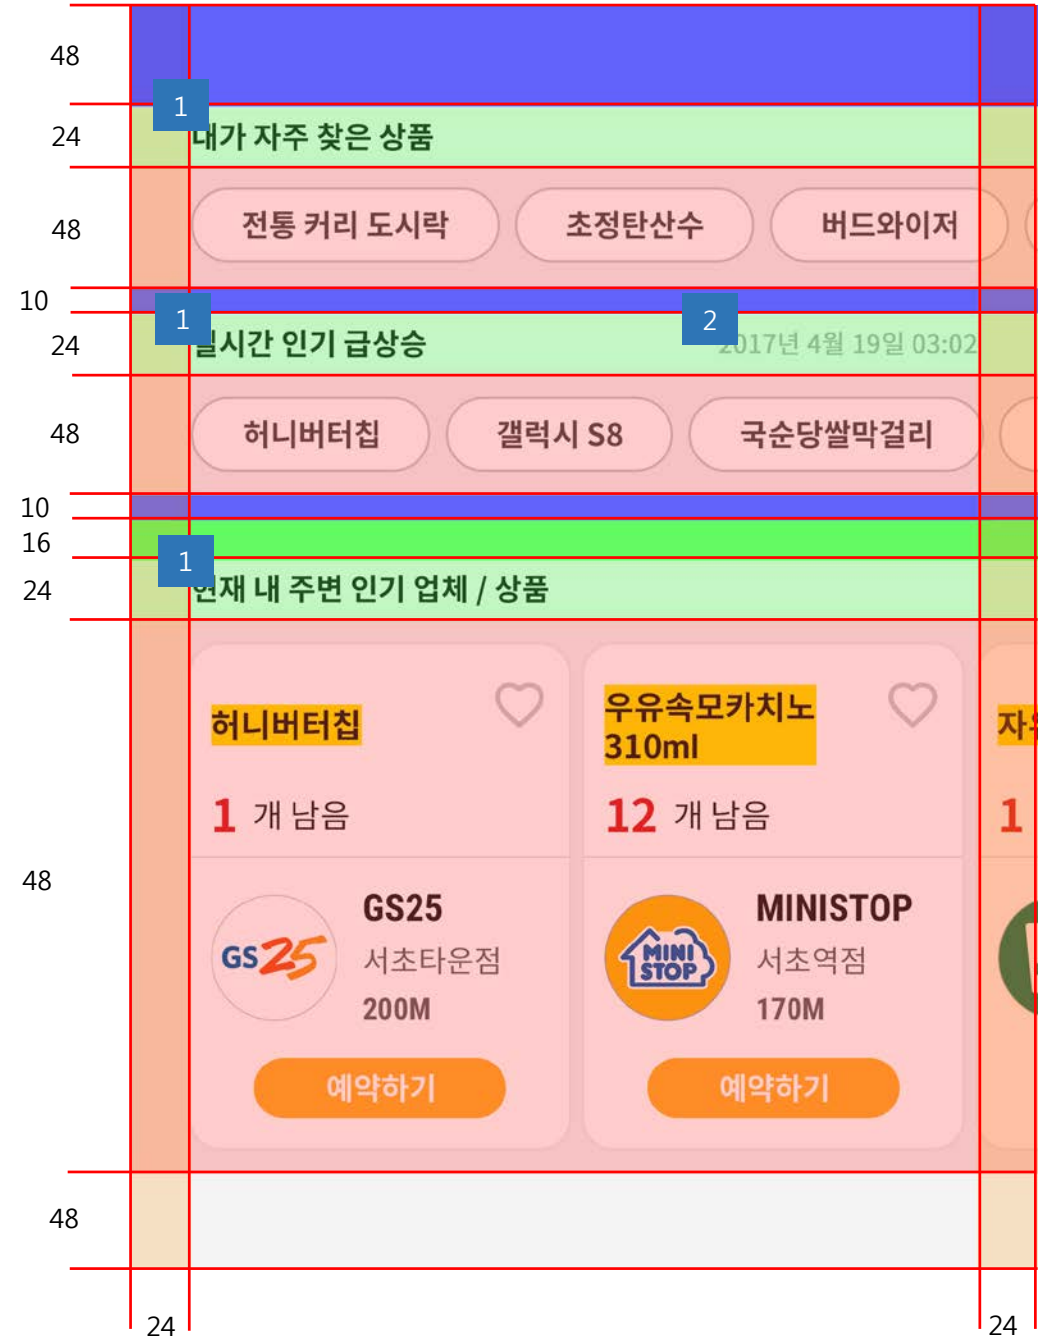 48
1
24
내가 자주 찾은 상품
48
전통 커리 도시락 초정탄산수 버드와이저
10
1 2
24
실시간 인기 급상승 2017년 4월 19일 03:02
48
허니버터칩 갤럭시 S8 국순당쌀막걸리
10
16
1
24
현재 내 주변 인기 업체 / 상품
허니버터칩
우유속모카치노
310ml
1 개 남음
12 개 남음
1
48
GS25
GS25
서초타운점
200M
예약하기
MINI
STOP
MINISTOP
서초역점
170M
예약하기
48
24 24